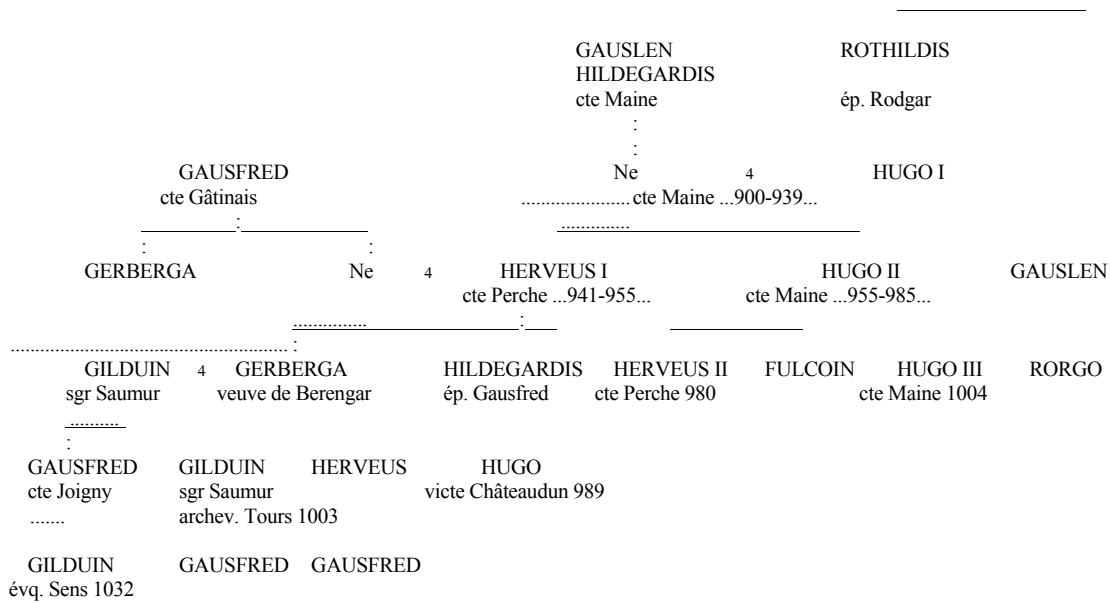 GAUSLEN ROTHILDIS
HILDEGARDIS
cte Maine ép. Rodgar
:
:
GAUSFRED Ne 4 HUGO I
cte Gâtinais ...................... cte Maine ...900-939...
: ..............
: :
GERBERGA Ne 4 HERVEUS I HUGO II GAUSLEN
cte Perche ...941-955... cte Maine ...955-985...
............... :
........................................................ :
GILDUIN 4 GERBERGA HILDEGARDIS HERVEUS II FULCOIN HUGO III RORGO
sgr Saumur veuve de Berengar ép. Gausfred cte Perche 980 cte Maine 1004
..........
:
GAUSFRED GILDUIN HERVEUS HUGO
cte Joigny sgr Saumur victe Châteaudun 989
....... archev. Tours 1003
GILDUIN GAUSFRED GAUSFRED
évq. Sens 1032